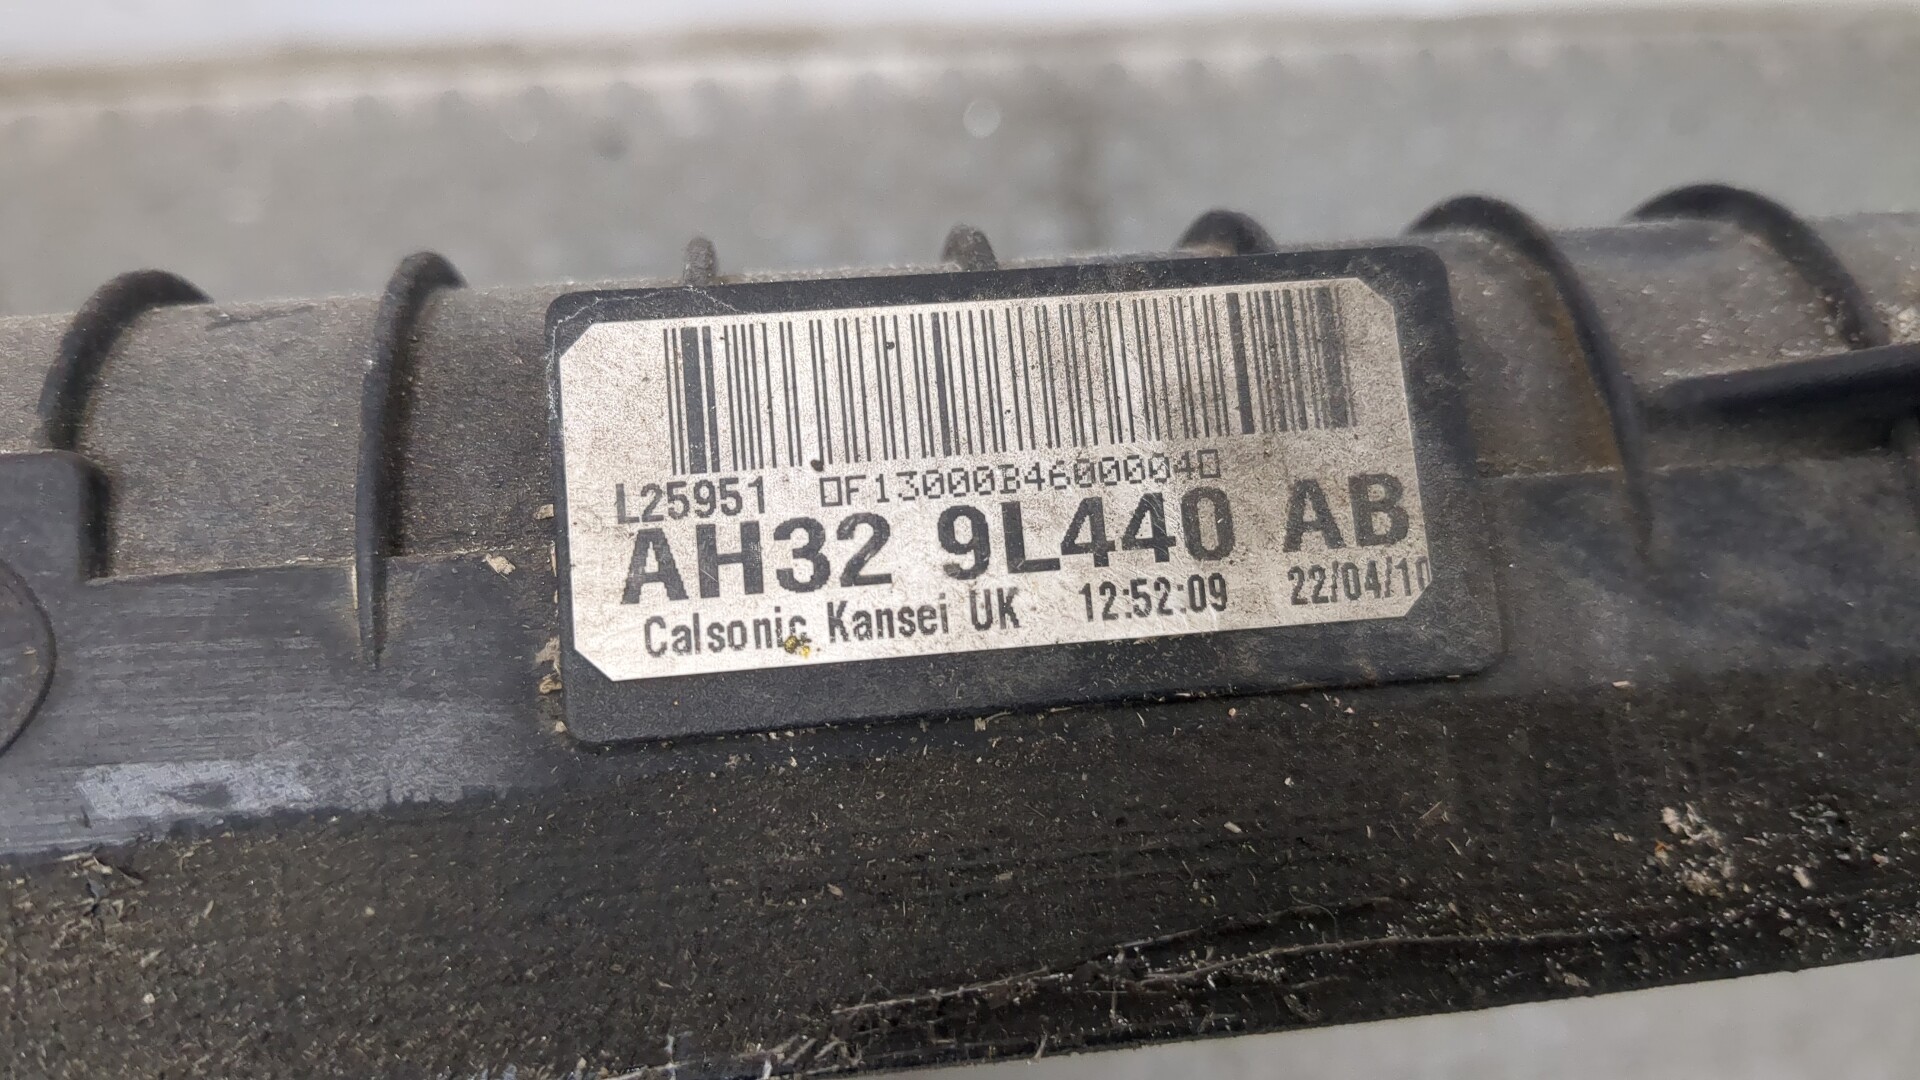 L25951 0F13000B46000040
AH32 9L440 AB
Calsonic Kansei UK 12:52:09 22/04/10